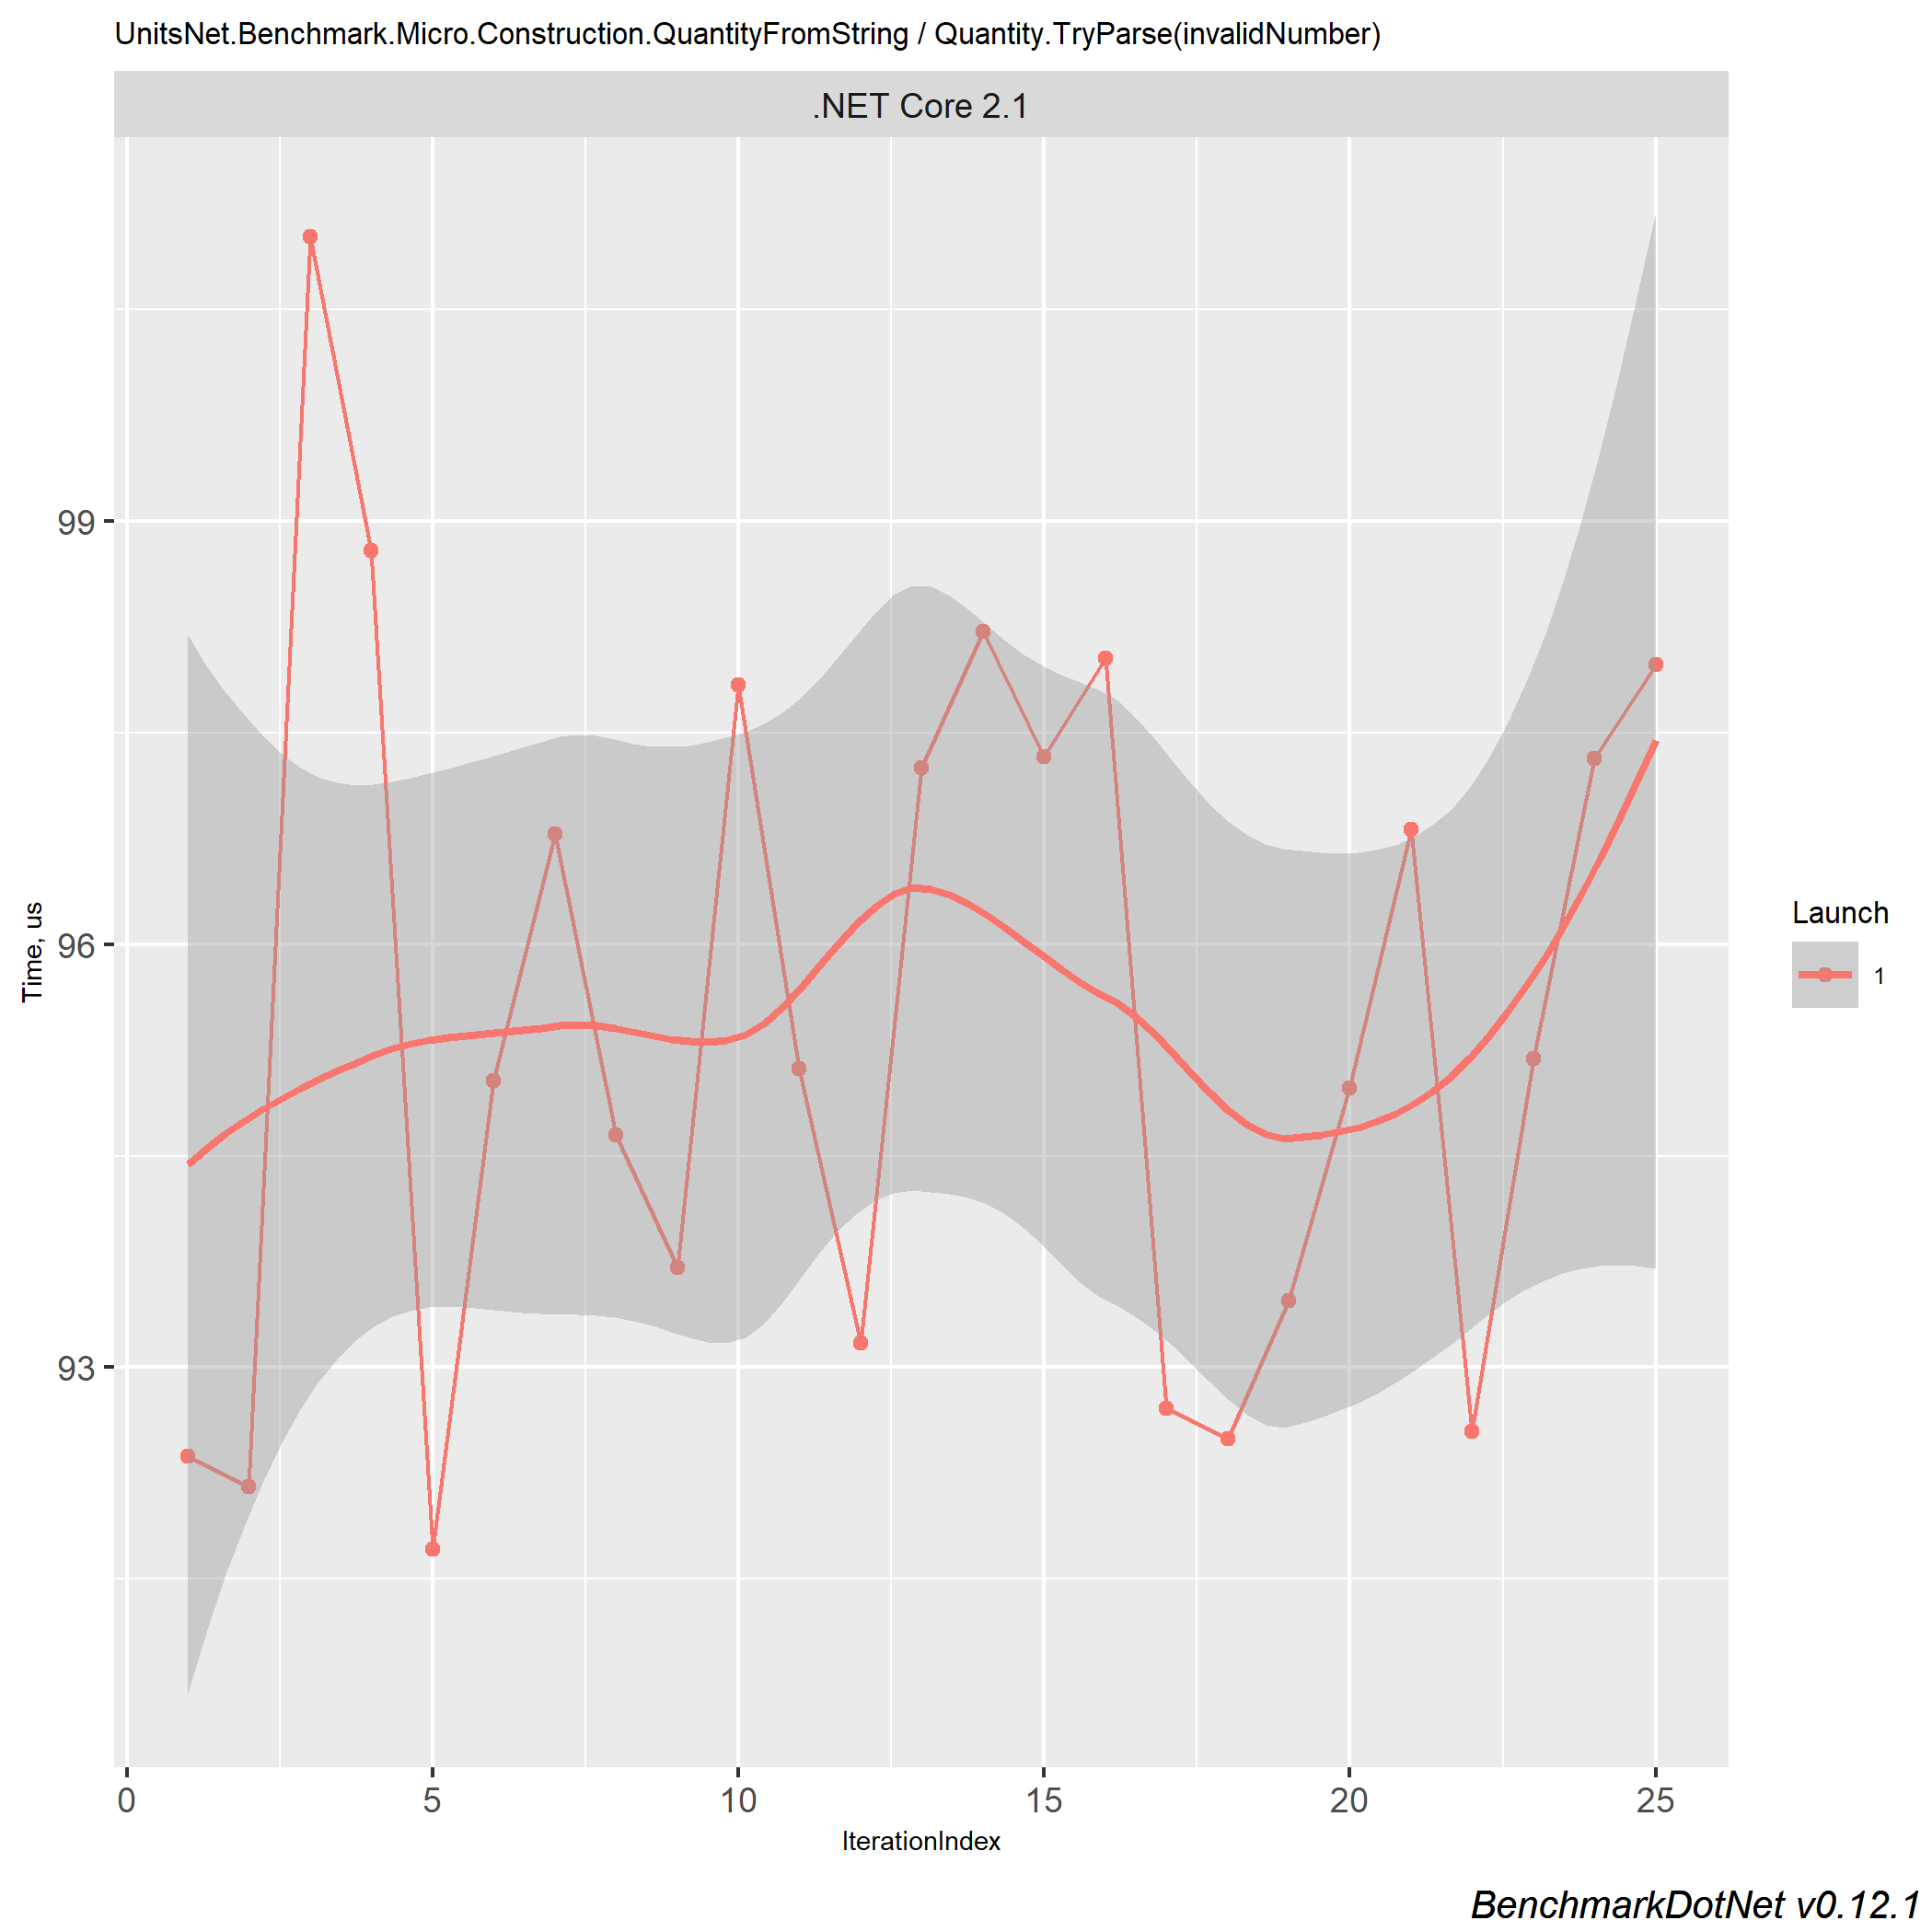 UnitsNet.Benchmark.Micro.Construction.QuantityFromString / Quantity.TryParse(invalidNumber)
.NET Core 2.1
99
96
93
Time, us
0 5 10 15 20 25
IterationIndex
Launch
1
BenchmarkDotNet v0.12.1